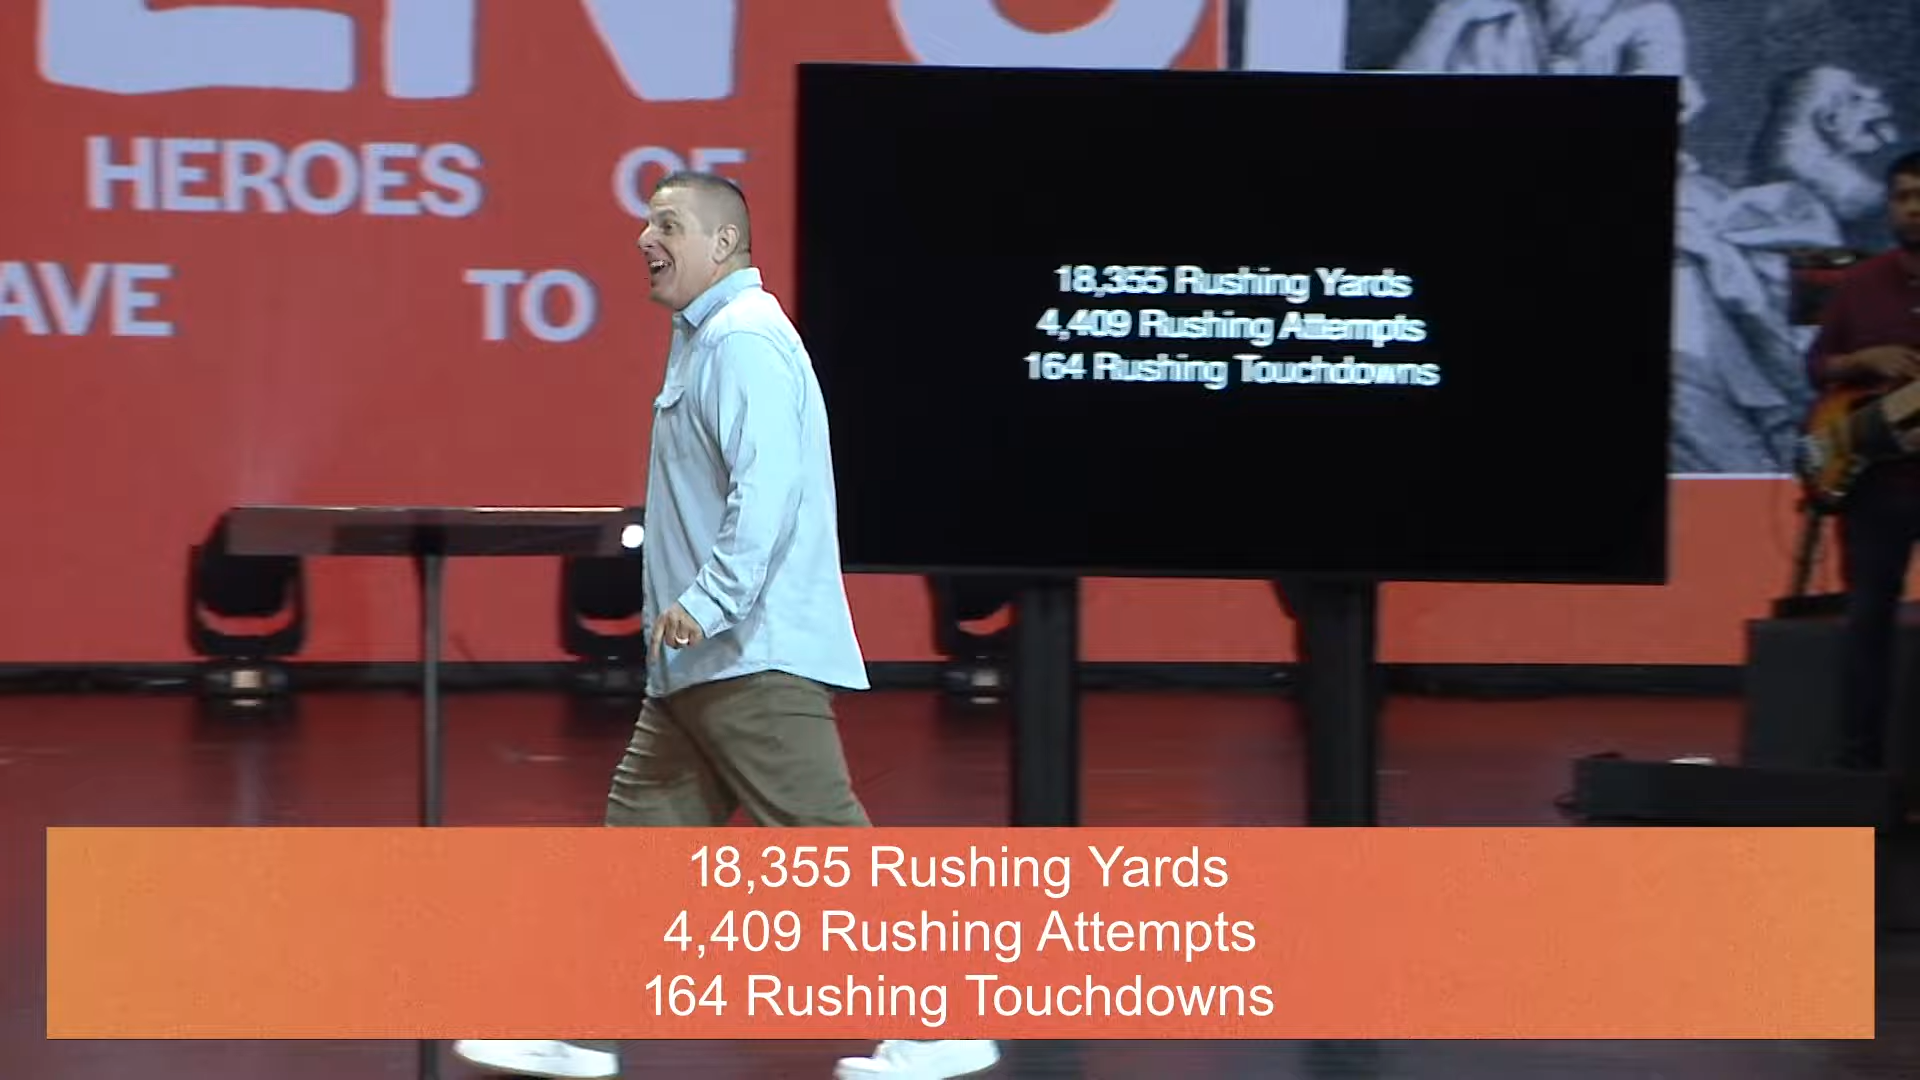 HEROES OF
AVE TO
18,355 Rushing Yards
4,409 Rushing Attempts
164 Rushing Touchdowns
18,355 Rushing Yards
4,409 Rushing Attempts
164 Rushing Touchdowns